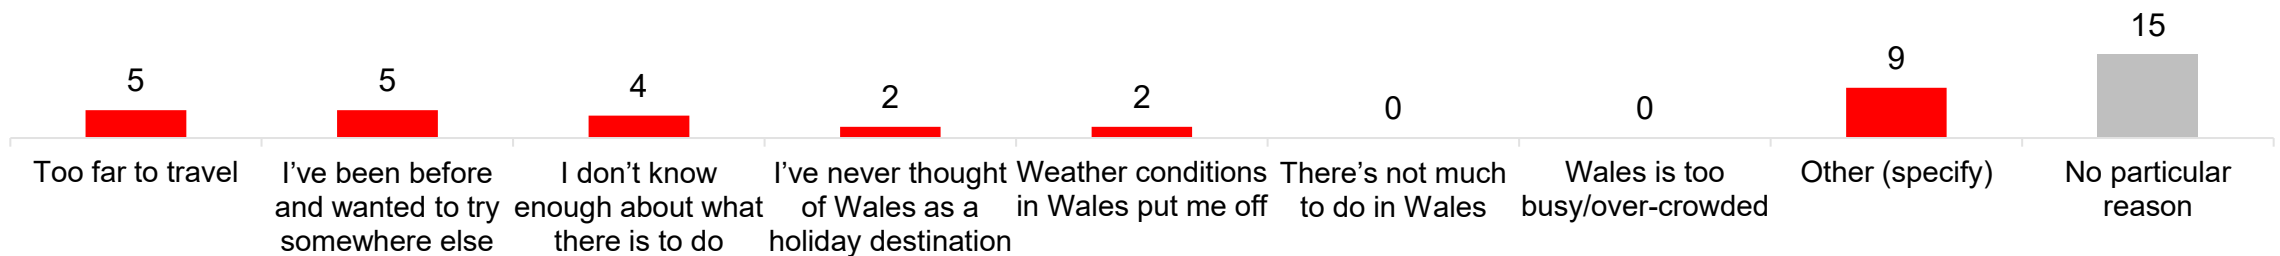 5
5
4
2
2
0
0
9
15
Too far to travel
I’ve been before
and wanted to try
somewhere else
I don’t know
enough about what
there is to do
I’ve never thought
of Wales as a
holiday destination
Weather conditions
in Wales put me off
There’s not much
to do in Wales
Wales is too
busy/over-crowded
Other (specify)
No particular
reason